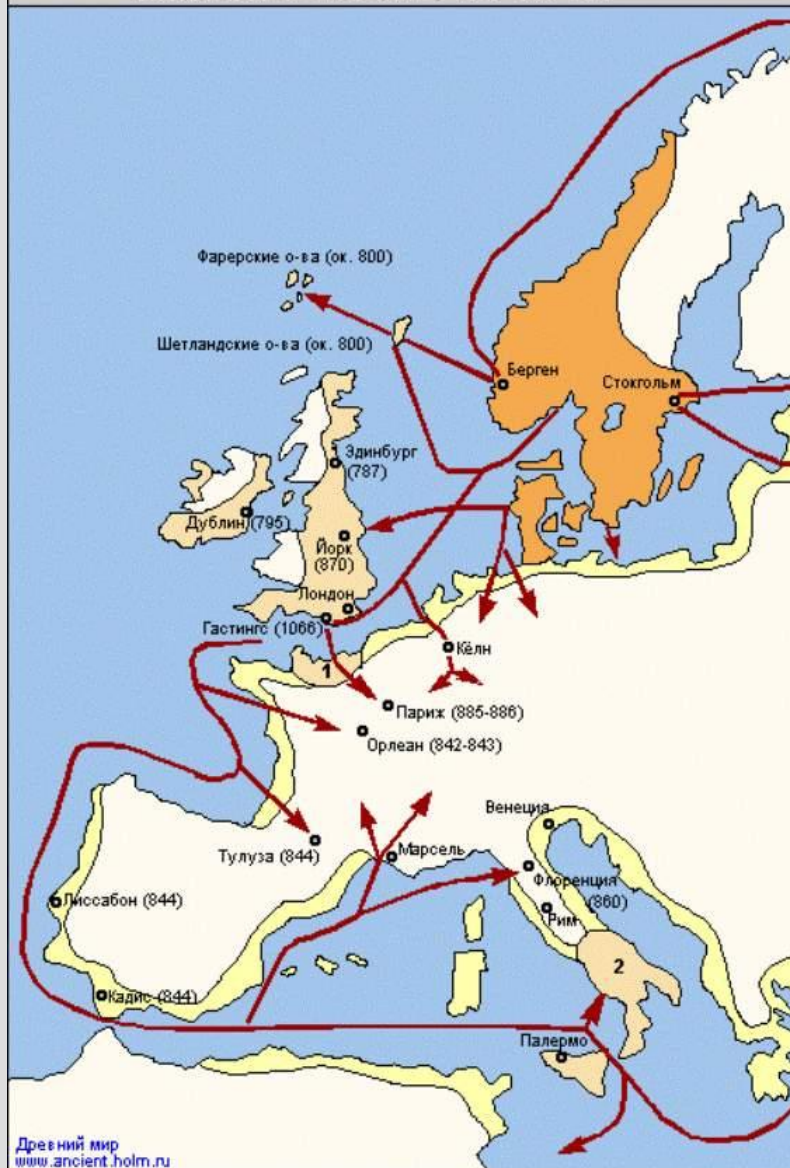 Фарерские о-ва (ок. 800)
Шетландские о-ва (ок. 800)
Берген
Стокгольм
Эдинбург
(787)
Дублин (795)
Йорк
(870)
Лондон
Гастингс (1066)
1
Кёлн
Париж (885-886)
Орлеан (842-843)
Венеция
Тулуза (844)
Марсель
Флоренция
(860)
Лиссабон (844)
Рим
2
Кадис (844)
Палермо
Древний мир
www.ancient.holm.ru